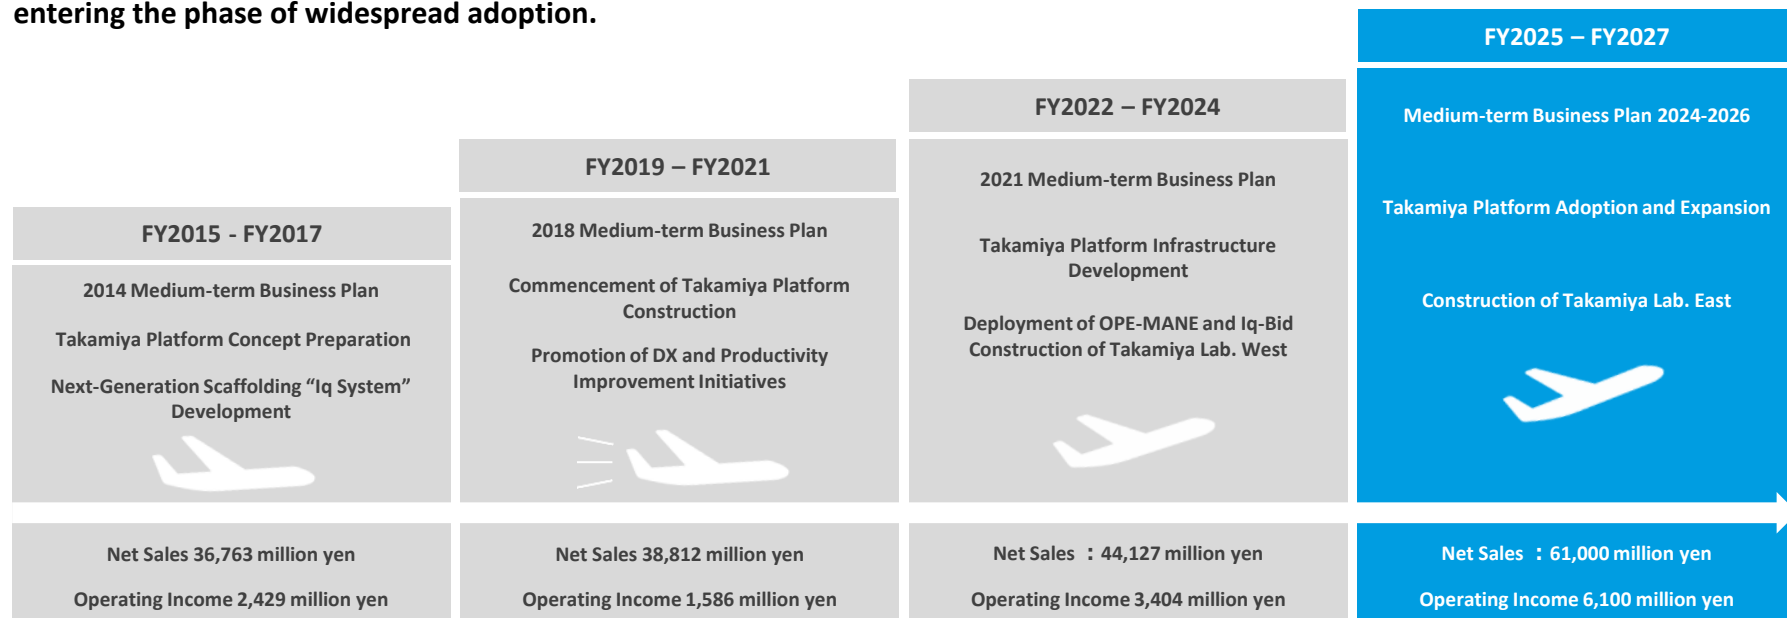 entering the phase of widespread adoption.
FY2015 - FY2017
2014 Medium-term Business Plan
Takamiya Platform Concept Preparation
Next-Generation Scaffolding “Iq System”
Development
Net Sales 36,763 million yen
Operating Income 2,429 million yen
FY2019 – FY2021
2018 Medium-term Business Plan
Commencement of Takamiya Platform
Construction
Promotion of DX and Productivity
Improvement Initiatives
Net Sales 38,812 million yen
Operating Income 1,586 million yen
FY2022 – FY2024
2021 Medium-term Business Plan
Takamiya Platform Infrastructure
Development
Deployment of OPE-MANE and Iq-Bid
Construction of Takamiya Lab. West
Net Sales ：44,127 million yen
Operating Income 3,404 million yen
FY2025 – FY2027
Medium-term Business Plan 2024-2026
Takamiya Platform Adoption and Expansion
Construction of Takamiya Lab. East
Net Sales ：61,000 million yen
Operating Income 6,100 million yen